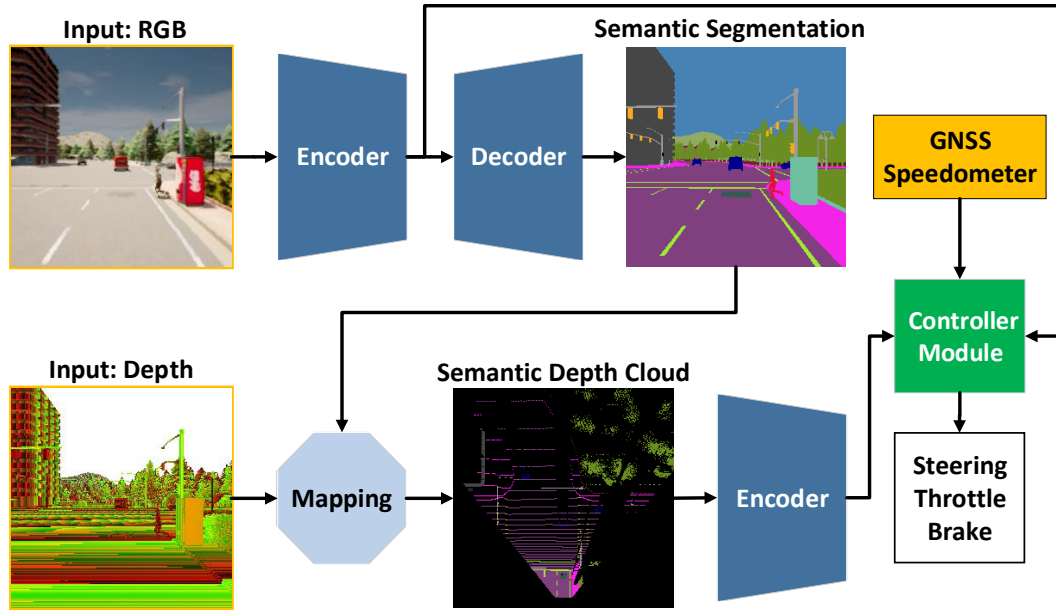 Input: RGB
Encoder
Decoder
Semantic Segmentation
GNSS
Speedometer
Controller
Module
Input: Depth
Mapping
Semantic Depth Cloud
Encoder
Steering
Throttle
Brake